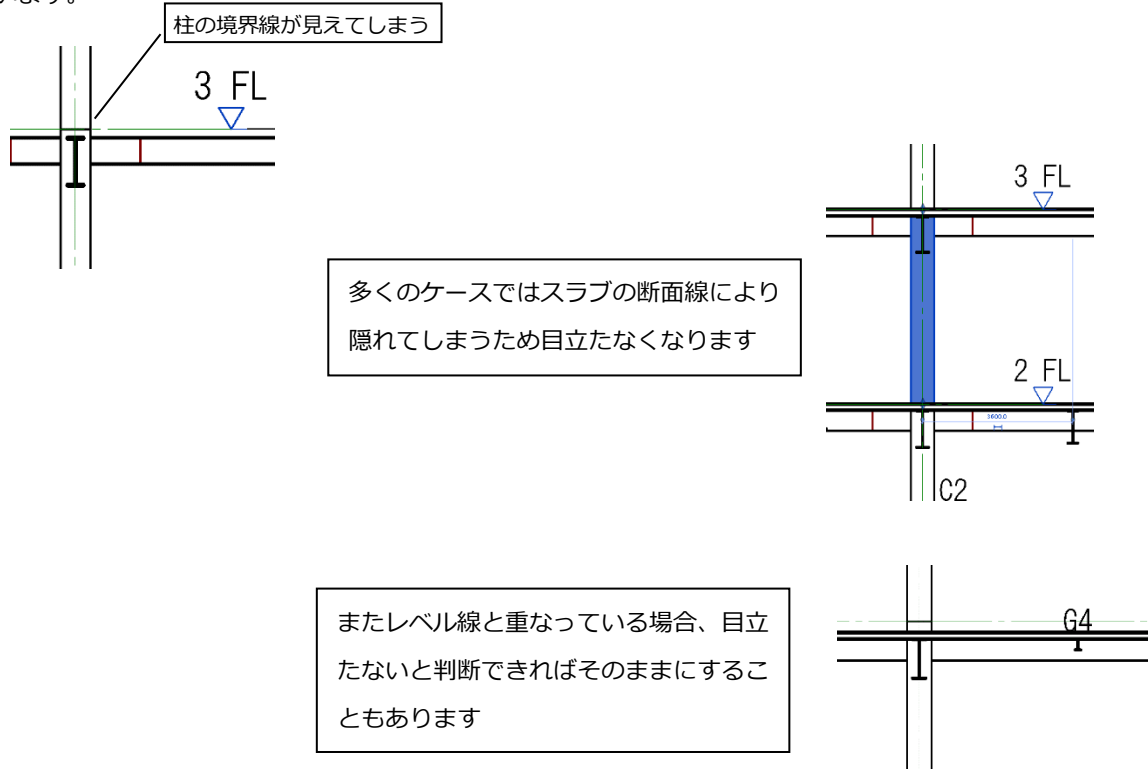 ります。
柱の境界線が見えてしまう
3 FL
3 FL
多くのケースではスラブの断面線により
隠れてしまうため目立たなくなります
2 FL
3600.0
C2
またレベル線と重なっている場合、目立
たないと判断できればそのままにするこ
ともあります
G4